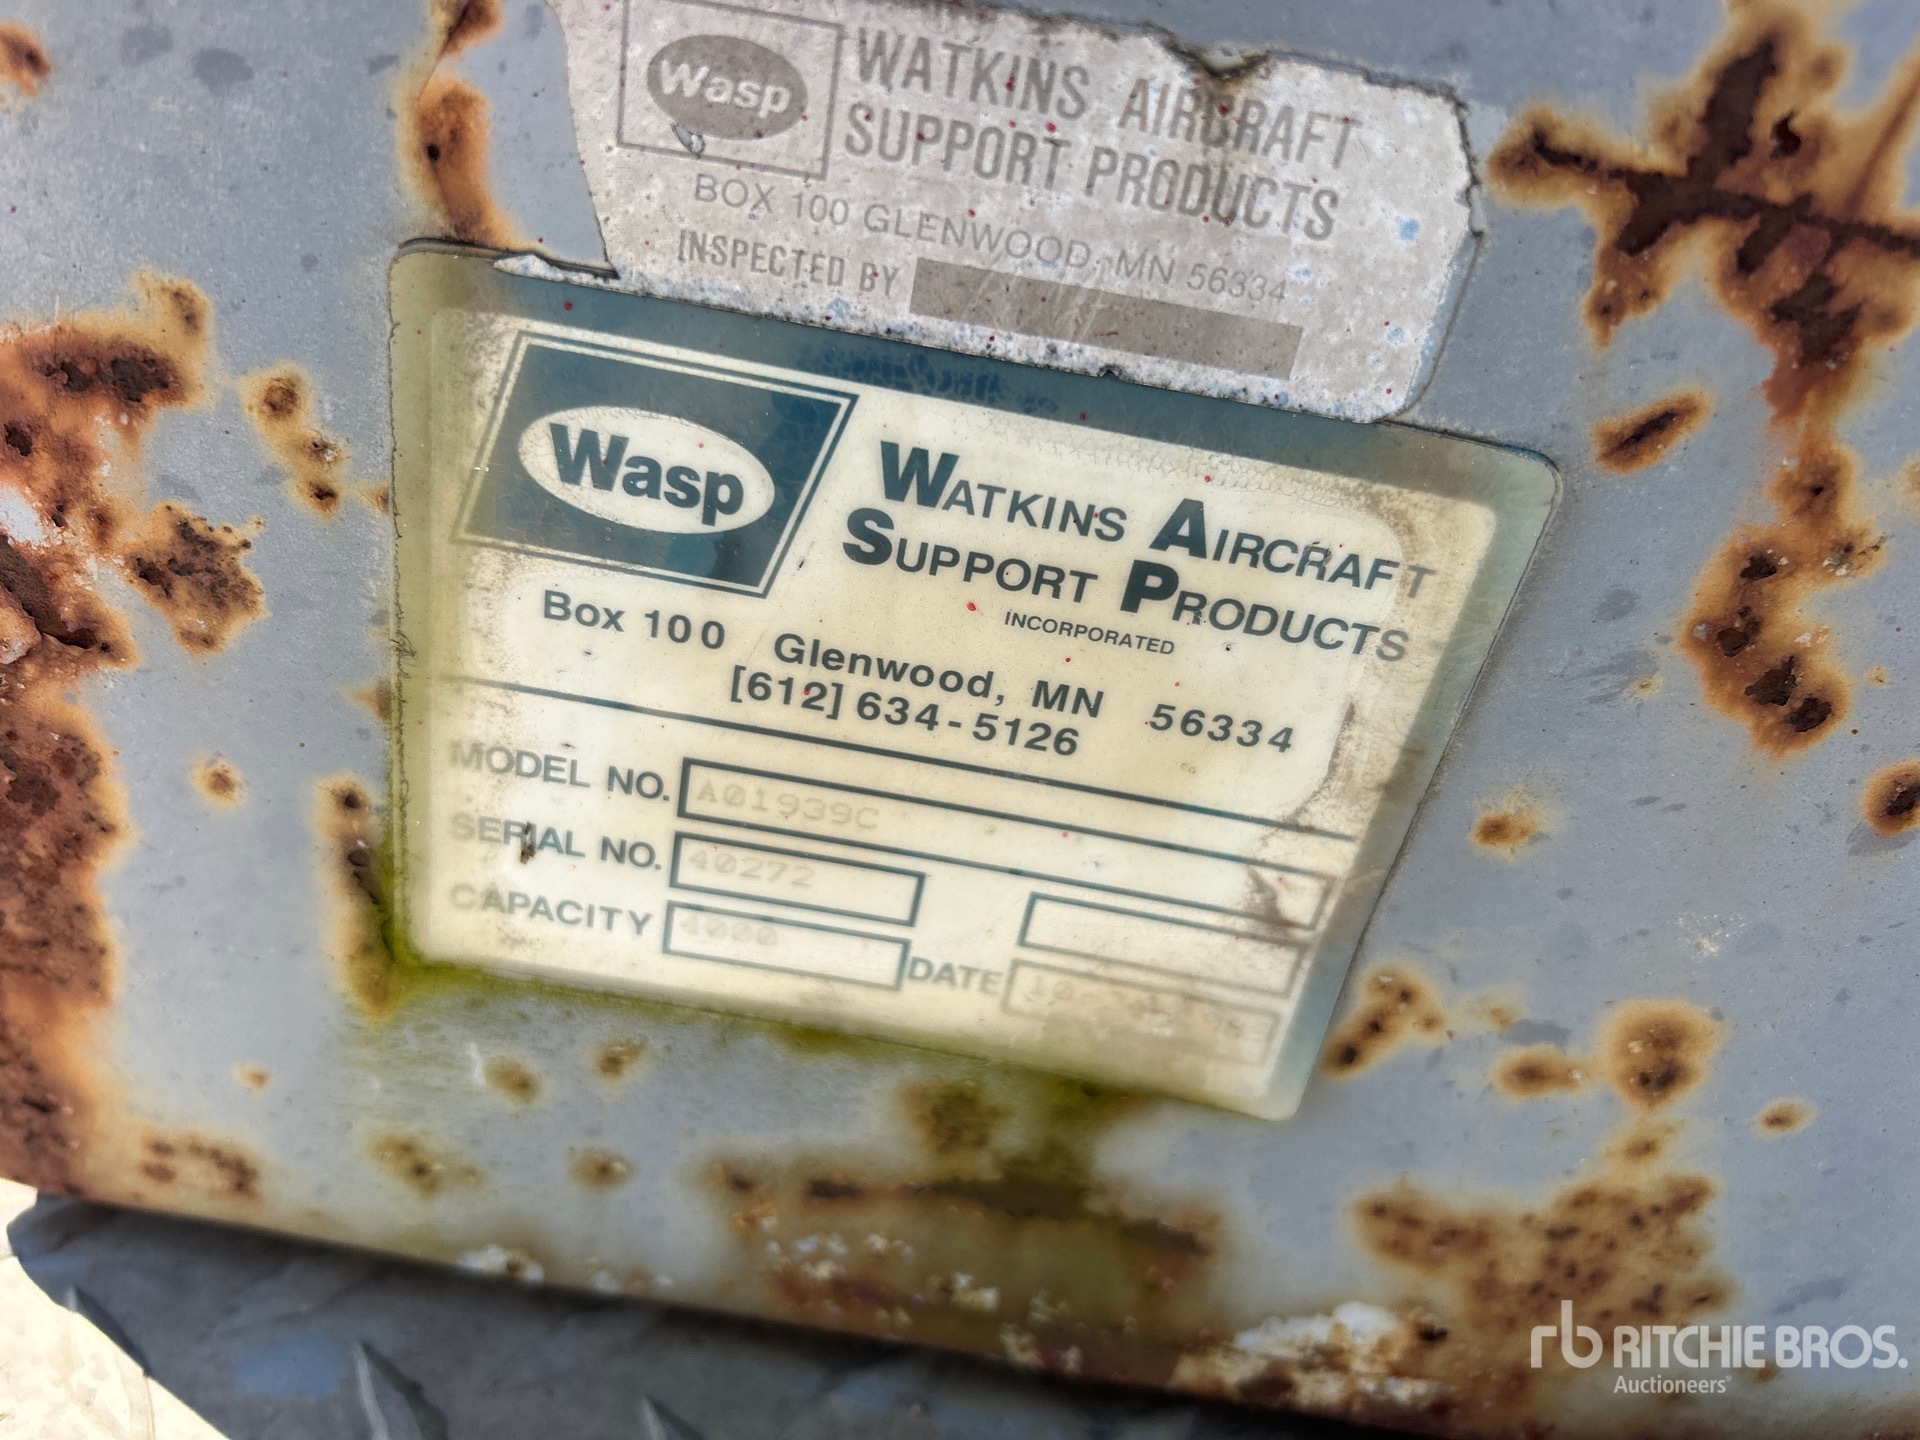 Wasp
WATKINS AIRCRAFT
SUPPORT PRODUCTS
BOX 100 GLENWOOD, MN 56334
INSPECTED BY
Wasp
WATKINS AIRCRAFT
SUPPORT PRODUCTS
INCORPORATED
Box 100 Glenwood, MN 56334
[612] 634-5126
MODEL NO. A01939C
SERIAL NO. 40272
CAPACITY 4000
DATE
rb RITCHIE BROS.
Auctioneers